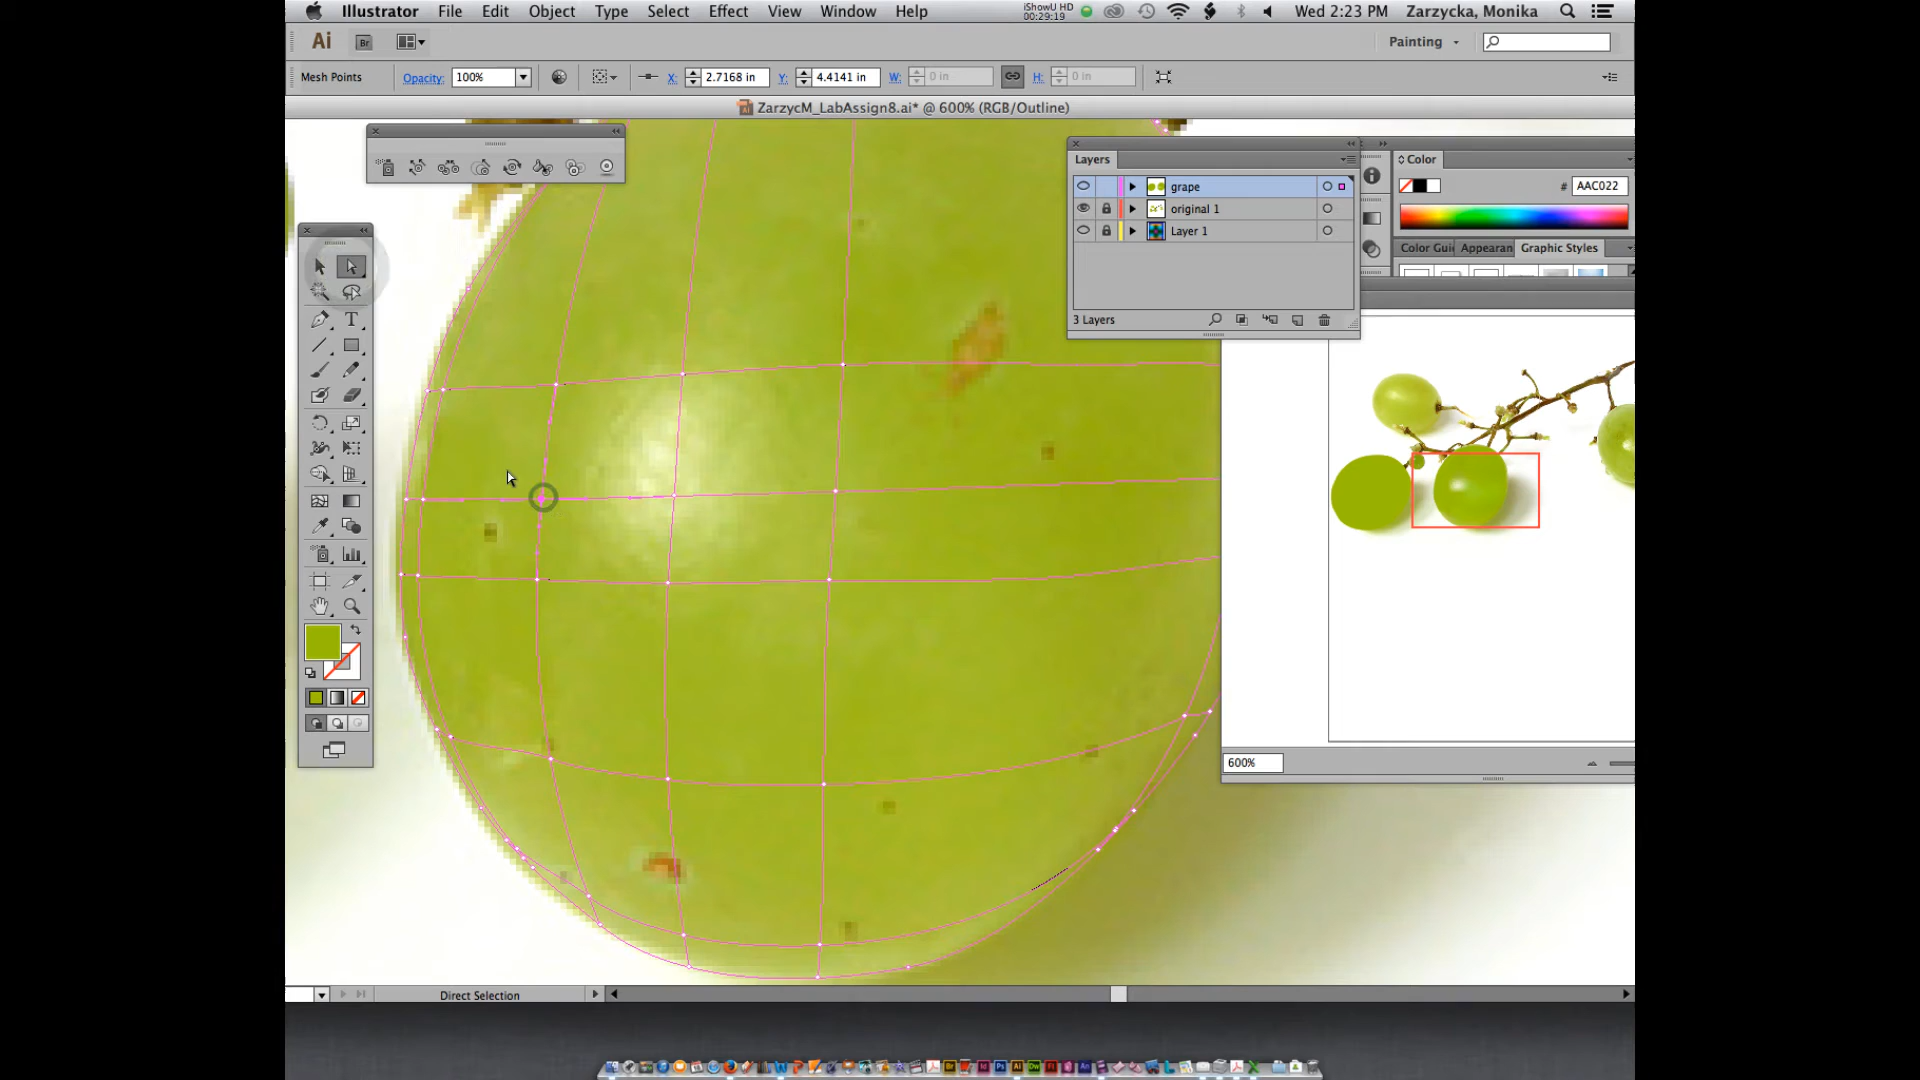 Illustrator File Edit Object Type Select Effect View Window Help iShowU HD 00:29:19 Wed 2:23 PM Zarzycka, Monika
Ai Br Painting
Mesh Points Opacity: 100% X: 2.7168 in Y: 4.4141 in W: 0 in H: 0 in
ZarzycM_LabAssign8.ai* @ 600% (RGB/Outline)
Layers
grape
original 1
Layer 1
3 Layers
Color
# AAC022
Color Gui Appearan Graphic Styles
T
600%
Direct Selection